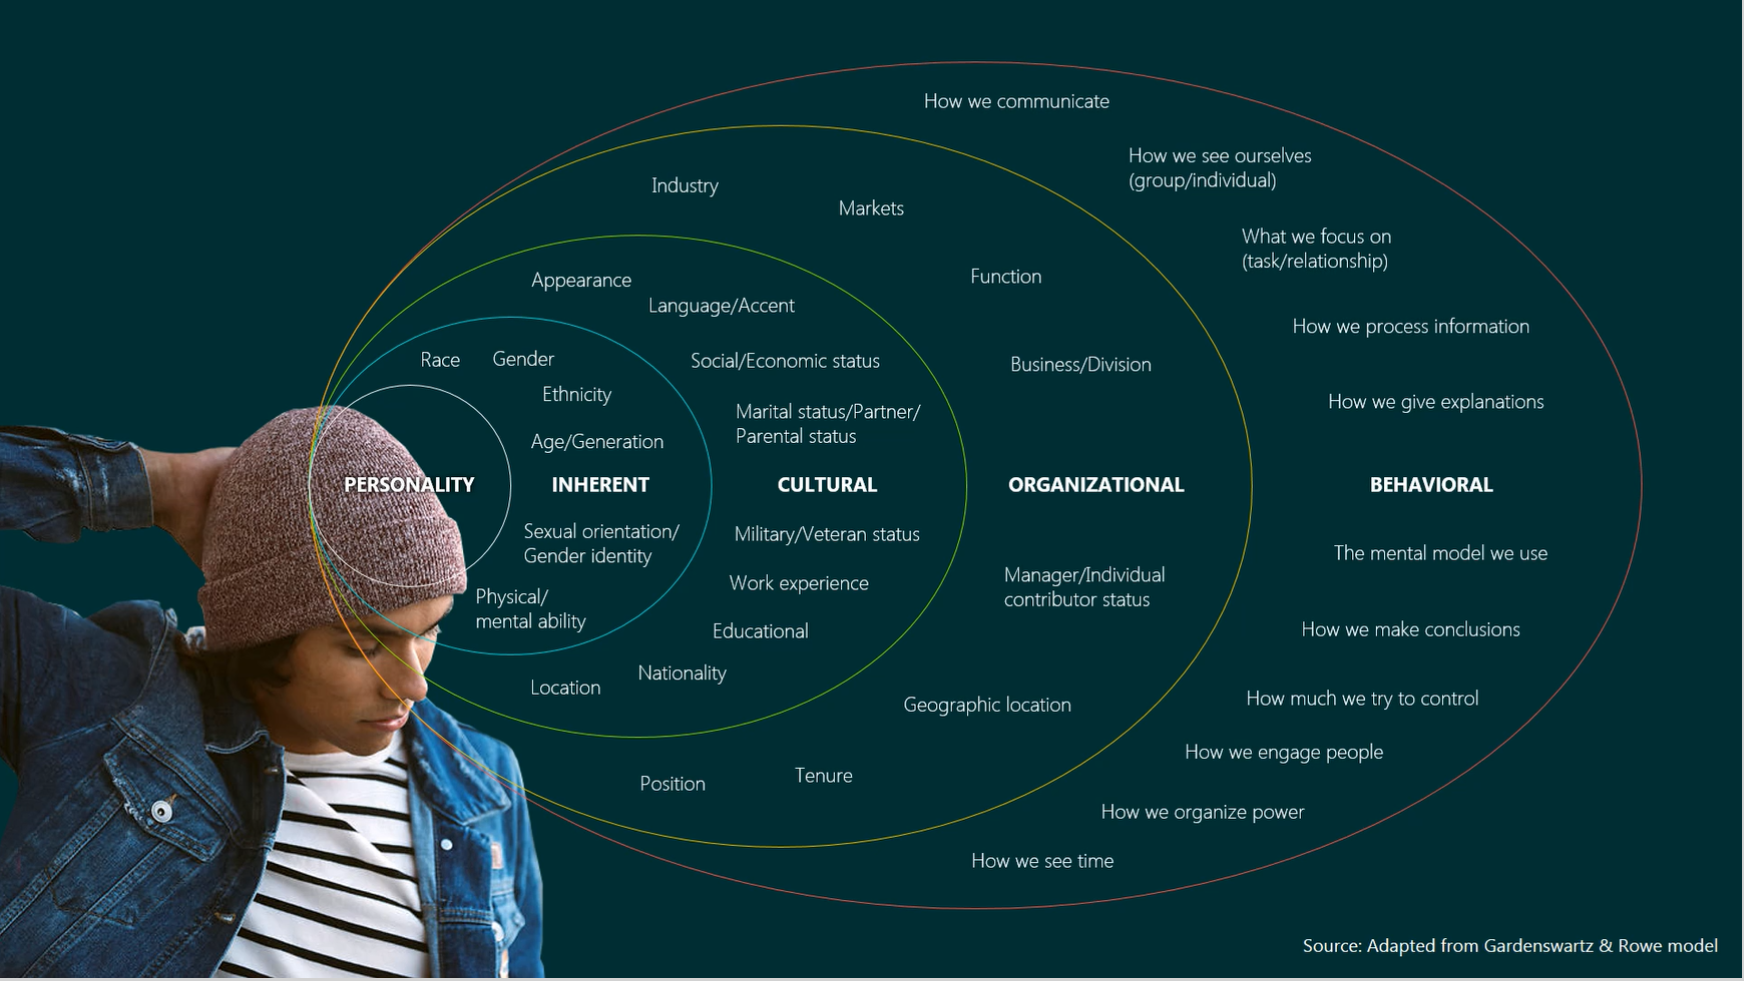 How we communicate
How we see ourselves
(group/individual)
Industry
Markets
What we focus on
(task/relationship)
Appearance
Function
Language/Accent
How we process information
Race
Gender
Social/Economic status
Business/Division
Ethnicity
How we give explanations
Marital status/Partner/
Parental status
Age/Generation
PERSONALITY
INHERENT
CULTURAL
ORGANIZATIONAL
BEHAVIORAL
Sexual orientation/
Gender identity
Military/Veteran status
The mental model we use
Work experience
Manager/Individual
contributor status
Physical/
mental ability
Educational
How we make conclusions
Nationality
Location
Geographic location
How much we try to control
How we engage people
Position
Tenure
How we organize power
How we see time
Source: Adapted from Gardenswartz & Rowe model